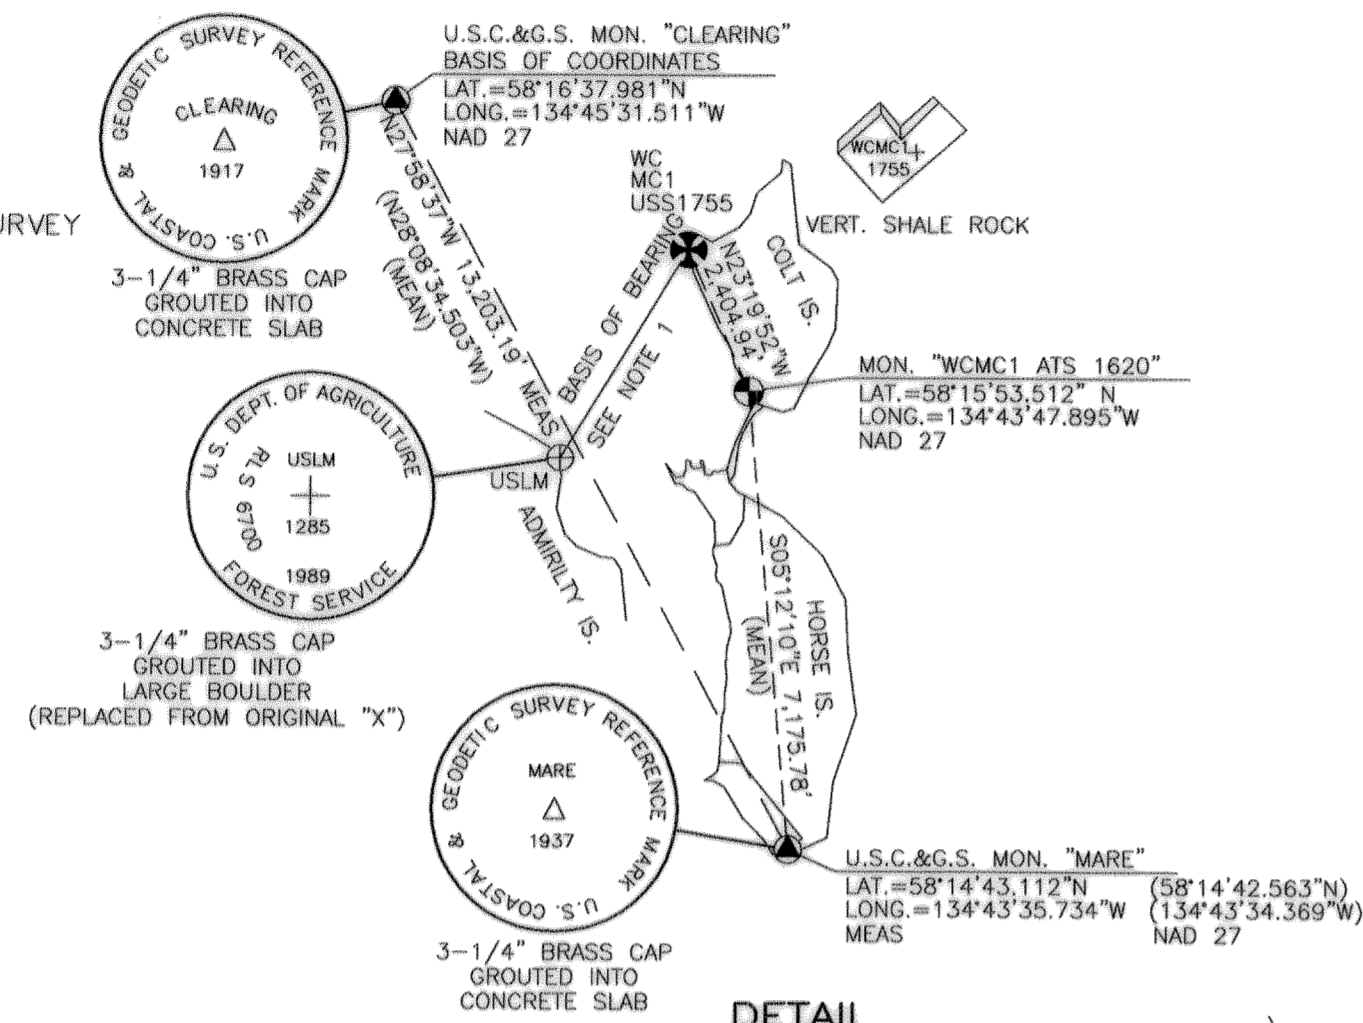 U.S. COASTAL & GEODETIC SURVEY REFERENCE MARK
CLEARING
1917
3-1/4" BRASS CAP
GROUTED INTO
CONCRETE SLAB
U.S.C.&G.S. MON. "CLEARING"
BASIS OF COORDINATES
LAT.=58°16'37.981"N
LONG.=134°45'31.511"W
NAD 27
URVEY
N27°58'37"W 13,203.19' MEAS
(N28°08'34.503"W)
(MEAN)
WC
MC1
USS1755
BASIS OF BEARING
SEE NOTE 1
N23°19'52"W
2,404.94'
COLT IS.
WCMC1
1755
VERT. SHALE ROCK
MON. "WCMC1 ATS 1620"
LAT.=58°15'53.512" N
LONG.=134°43'47.895"W
NAD 27
U.S. DEPT. OF AGRICULTURE
USLM
RLS 6700
1285
1989
FOREST SERVICE
3-1/4" BRASS CAP
GROUTED INTO
LARGE BOULDER
(REPLACED FROM ORIGINAL "X")
USLM
ADMIRILTY IS.
S05°12'10"E 7,175.78'
(MEAN)
HORSE IS.
U.S. COASTAL & GEODETIC SURVEY REFERENCE MARK
MARE
1937
3-1/4" BRASS CAP
GROUTED INTO
CONCRETE SLAB
U.S.C.&G.S. MON. "MARE"
LAT.=58°14'43.112"N (58°14'42.563"N)
LONG.=134°43'35.734"W (134°43'34.369"W)
MEAS NAD 27
DETAIL